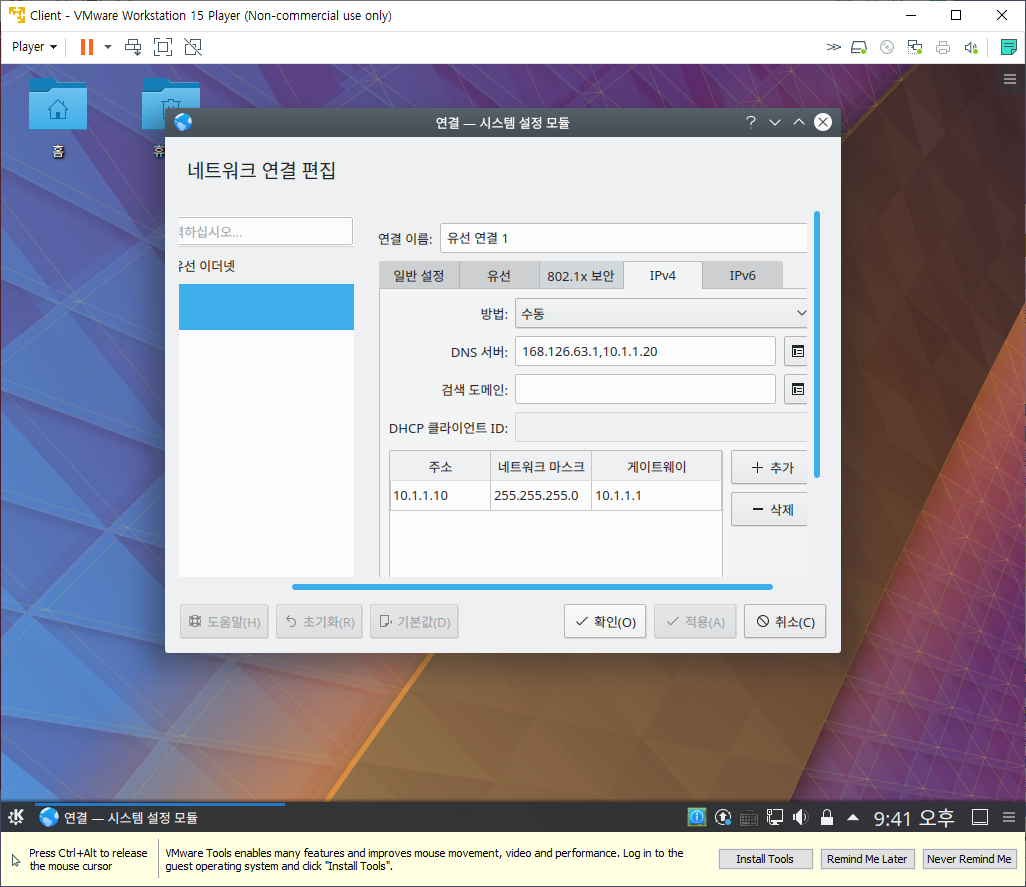 Client - VMware Workstation 15 Player (Non-commercial use only)
Player
홈
연결 — 시스템 설정 모듈
네트워크 연결 편집
하십시오...
연결 이름: 유선 연결 1
이더넷
일반 설정 유선 802.1x 보안 IPv4 IPv6
방법: 수동
DNS 서버: 168.126.63.1,10.1.1.20
검색 도메인:
DHCP 클라이언트 ID:
주소 네트워크 마스크 게이트웨이
추가
10.1.1.10 255.255.255.0 10.1.1.1
삭제
도움말(H) 초기화(R) 기본값(D) 확인(O) 적용(A) 취소(C)
연결 — 시스템 설정 모듈
9:41 오후
Press Ctrl+Alt to release
the mouse cursor
VMware Tools enables many features and improves mouse movement, video and performance. Log in to the
guest operating system and click "Install Tools".
Install Tools
Remind Me Later
Never Remind Me